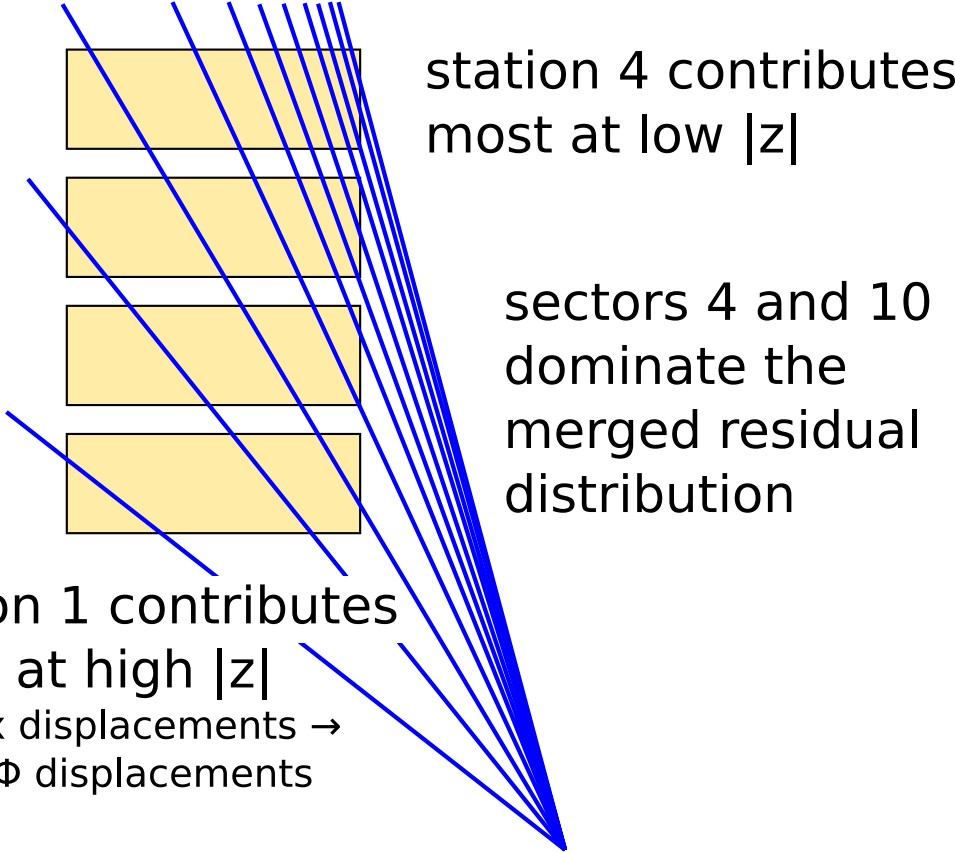 station 4 contributes
most at low |z|
sectors 4 and 10
dominate the
merged residual
distribution
on 1 contributes
at high |z|
x displacements →
Φ displacements